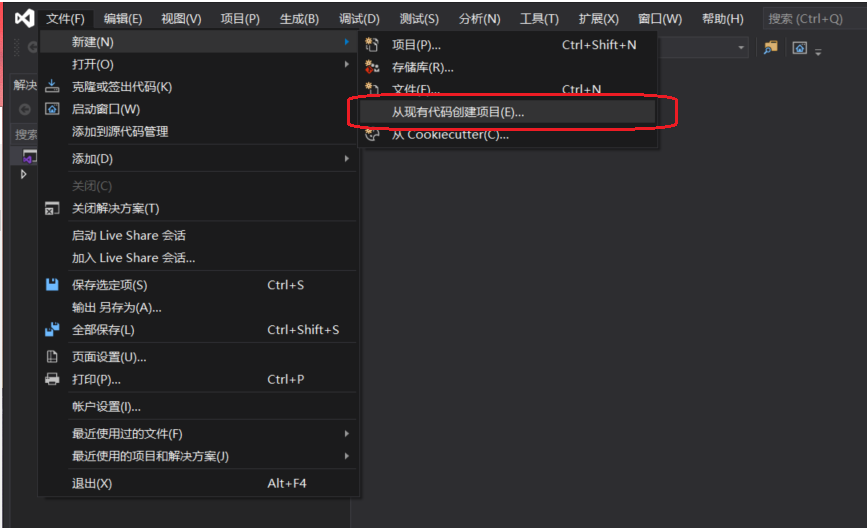 文件(F) 编辑(E) 视图(V) 项目(P) 生成(B) 调试(D) 测试(S) 分析(N) 工具(T) 扩展(X) 窗口(W) 帮助(H) 搜索 (Ctrl+Q)
新建(N)
项目(P)... Ctrl+Shift+N
打开(O)
存储库(R)...
解决
克隆或签出代码(K)
文件(F)... Ctrl+N
启动窗口(W)
从现有代码创建项目(E)...
搜索
添加到源代码管理
从 Cookiecutter(C)...
添加(D)
关闭(C)
关闭解决方案(T)
启动 Live Share 会话
加入 Live Share 会话...
保存选定项(S) Ctrl+S
输出 另存为(A)...
全部保存(L) Ctrl+Shift+S
页面设置(U)...
打印(P)... Ctrl+P
帐户设置(I)...
最近使用过的文件(F)
最近使用的项目和解决方案(J)
退出(X) Alt+F4